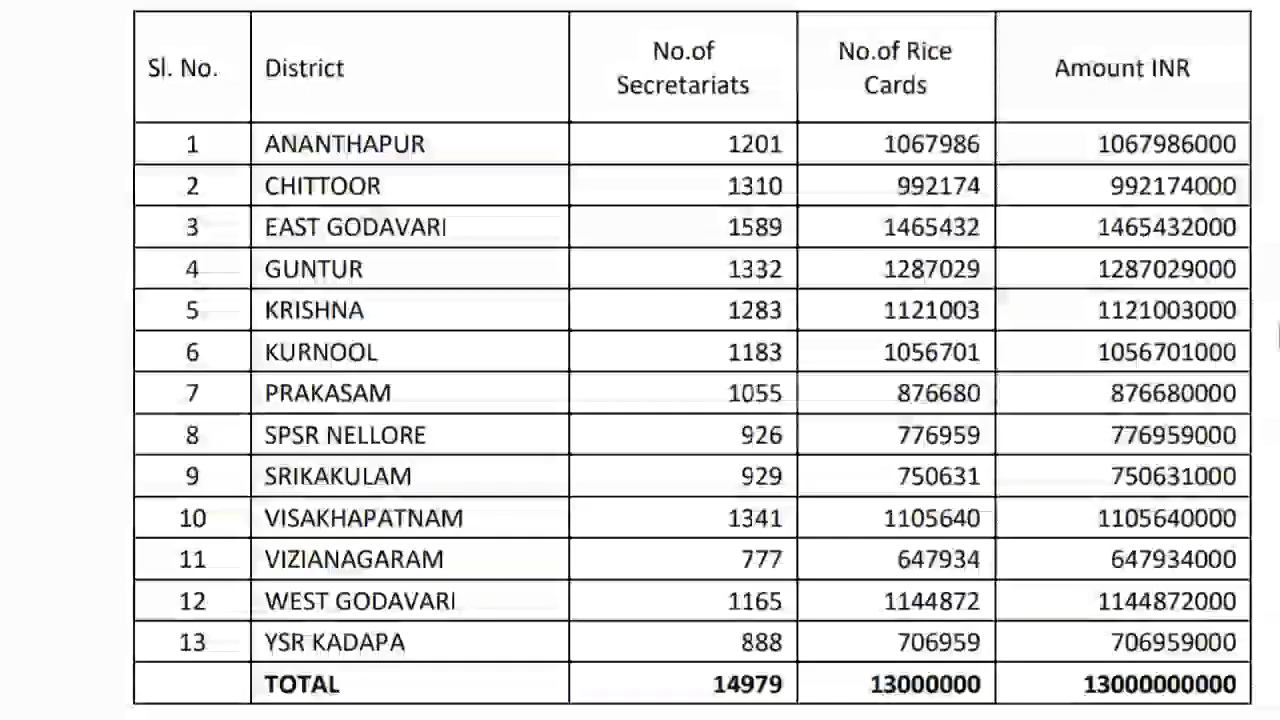 Sl. No. District No.of Secretariats No.of Rice Cards Amount INR
1 ANANTHAPUR 1201 1067986 1067986000
2 CHITTOOR 1310 992174 992174000
3 EAST GODAVARI 1589 1465432 1465432000
4 GUNTUR 1332 1287029 1287029000
5 KRISHNA 1283 1121003 1121003000
6 KURNOOL 1183 1056701 1056701000
7 PRAKASAM 1055 876680 876680000
8 SPSR NELLORE 926 776959 776959000
9 SRIKAKULAM 929 750631 750631000
10 VISAKHAPATNAM 1341 1105640 1105640000
11 VIZIANAGARAM 777 647934 647934000
12 WEST GODAVARI 1165 1144872 1144872000
13 YSR KADAPA 888 706959 706959000
TOTAL 14979 13000000 13000000000